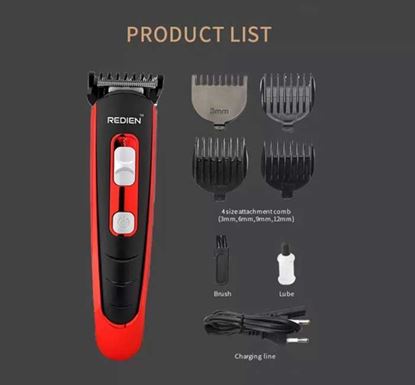 PRODUCT LIST
REDIEN
3mm
4 size attachment comb
(3mm,6mm,9mm,12mm)
Brush
Lube
Charging line